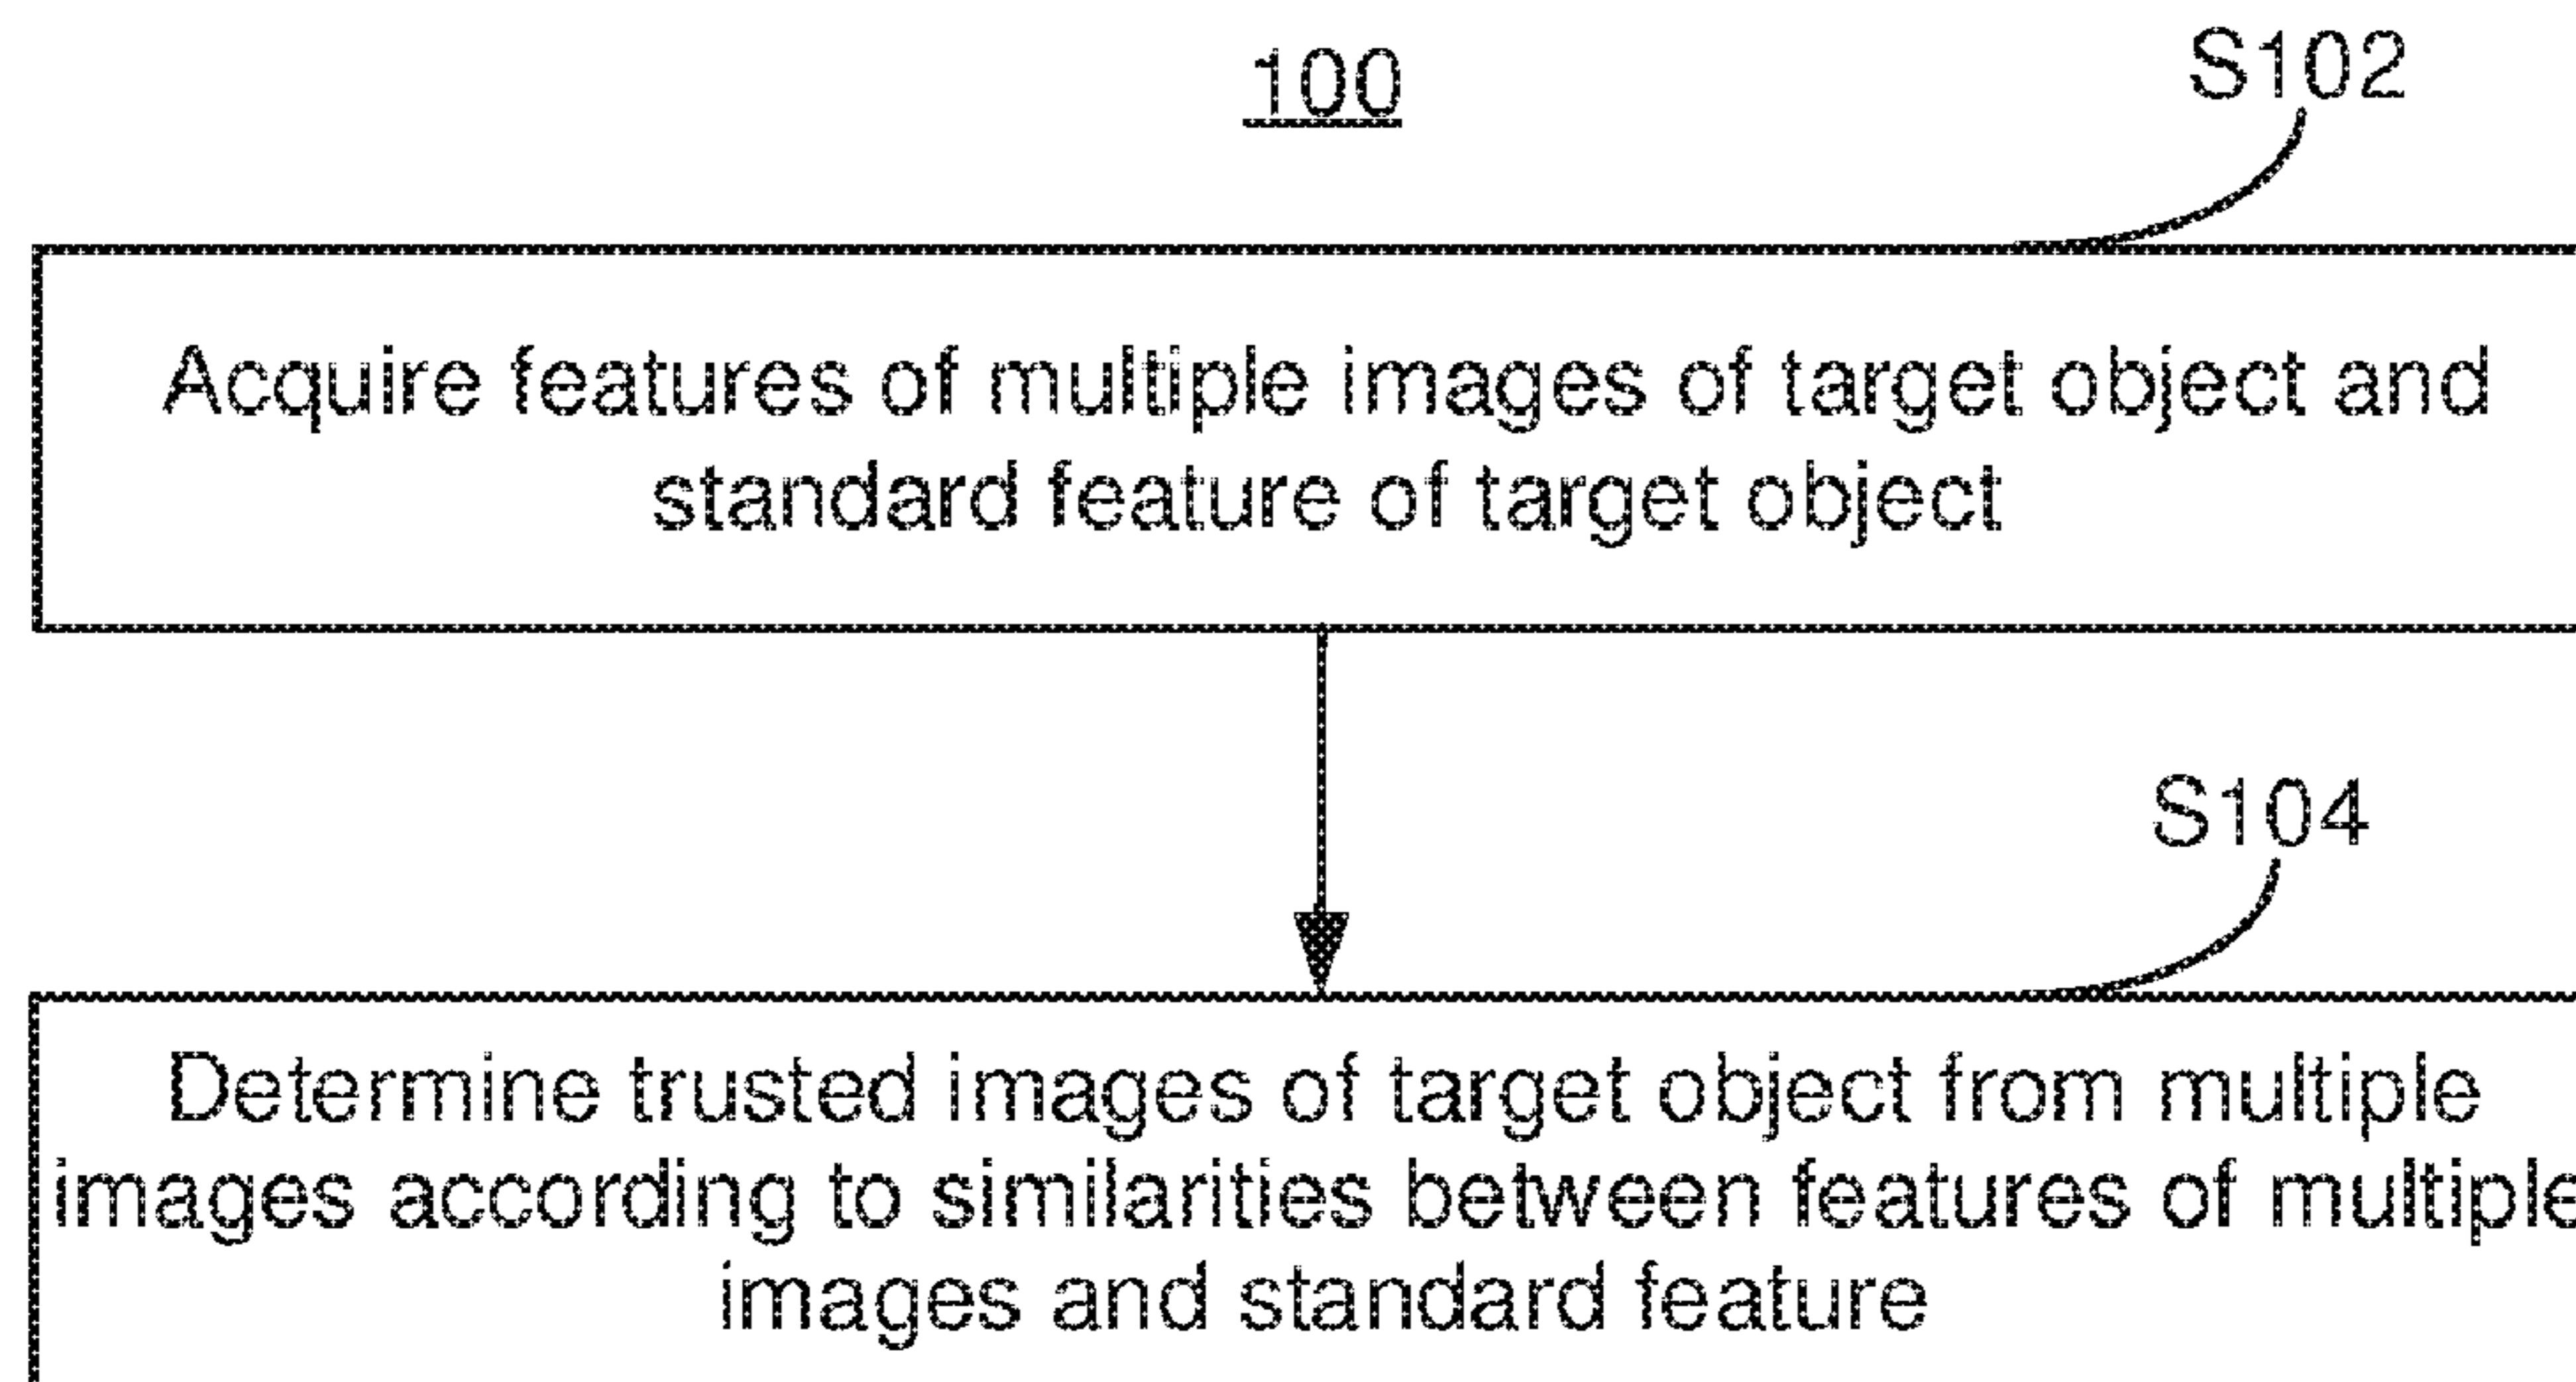 100
S102
Acquire features of multiple images of target object and
standard feature of target object
S104
Determine trusted images of target object from multiple
images according to similarities between features of multiple
images and standard feature